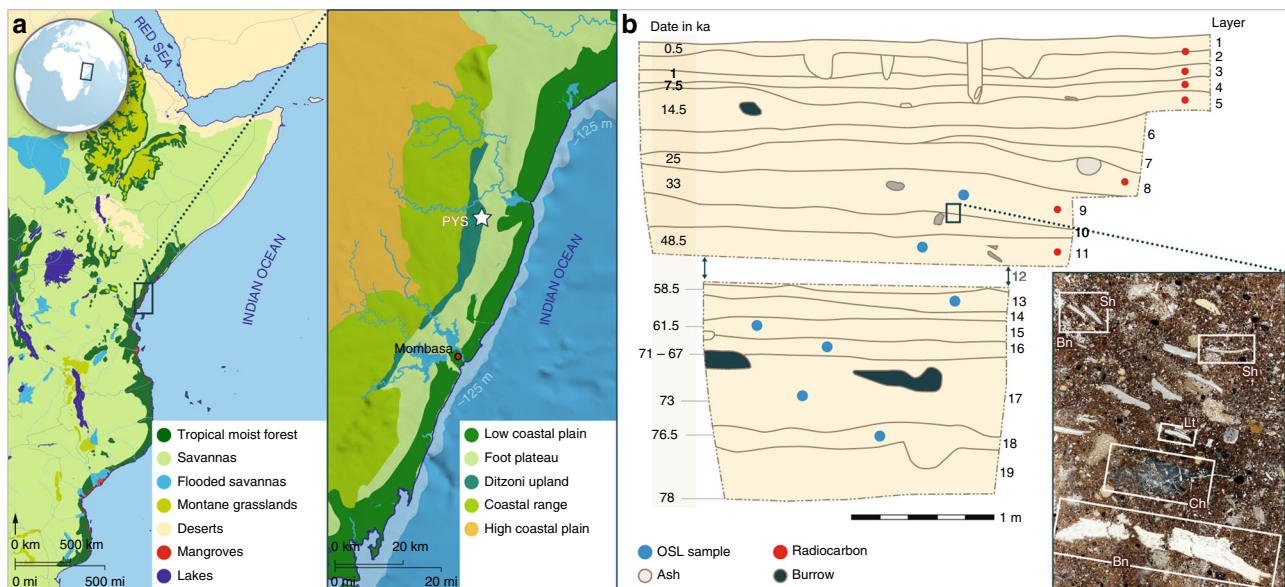 a
RED SEA
INDIAN OCEAN
Tropical moist forest
Savannas
Flooded savannas
Montane grasslands
Deserts
Mangroves
Lakes
0 km 500 km
0 mi 500 mi
–125 m
PYS
INDIAN OCEAN
Mombasa
–125 m
Low coastal plain
Foot plateau
Ditzoni upland
Coastal range
High coastal plain
0 km 20 km
0 mi 20 mi
b
Date in ka
Layer
0.5
1
7.5
14.5
25
33
48.5
58.5
61.5
71 – 67
73
76.5
78
1
2
3
4
5
6
7
8
9
10
11
12
13
14
15
16
17
18
19
1 m
OSL sample
Radiocarbon
Ash
Burrow
Sh
Bn
Sh
Lt
Ch
Bn